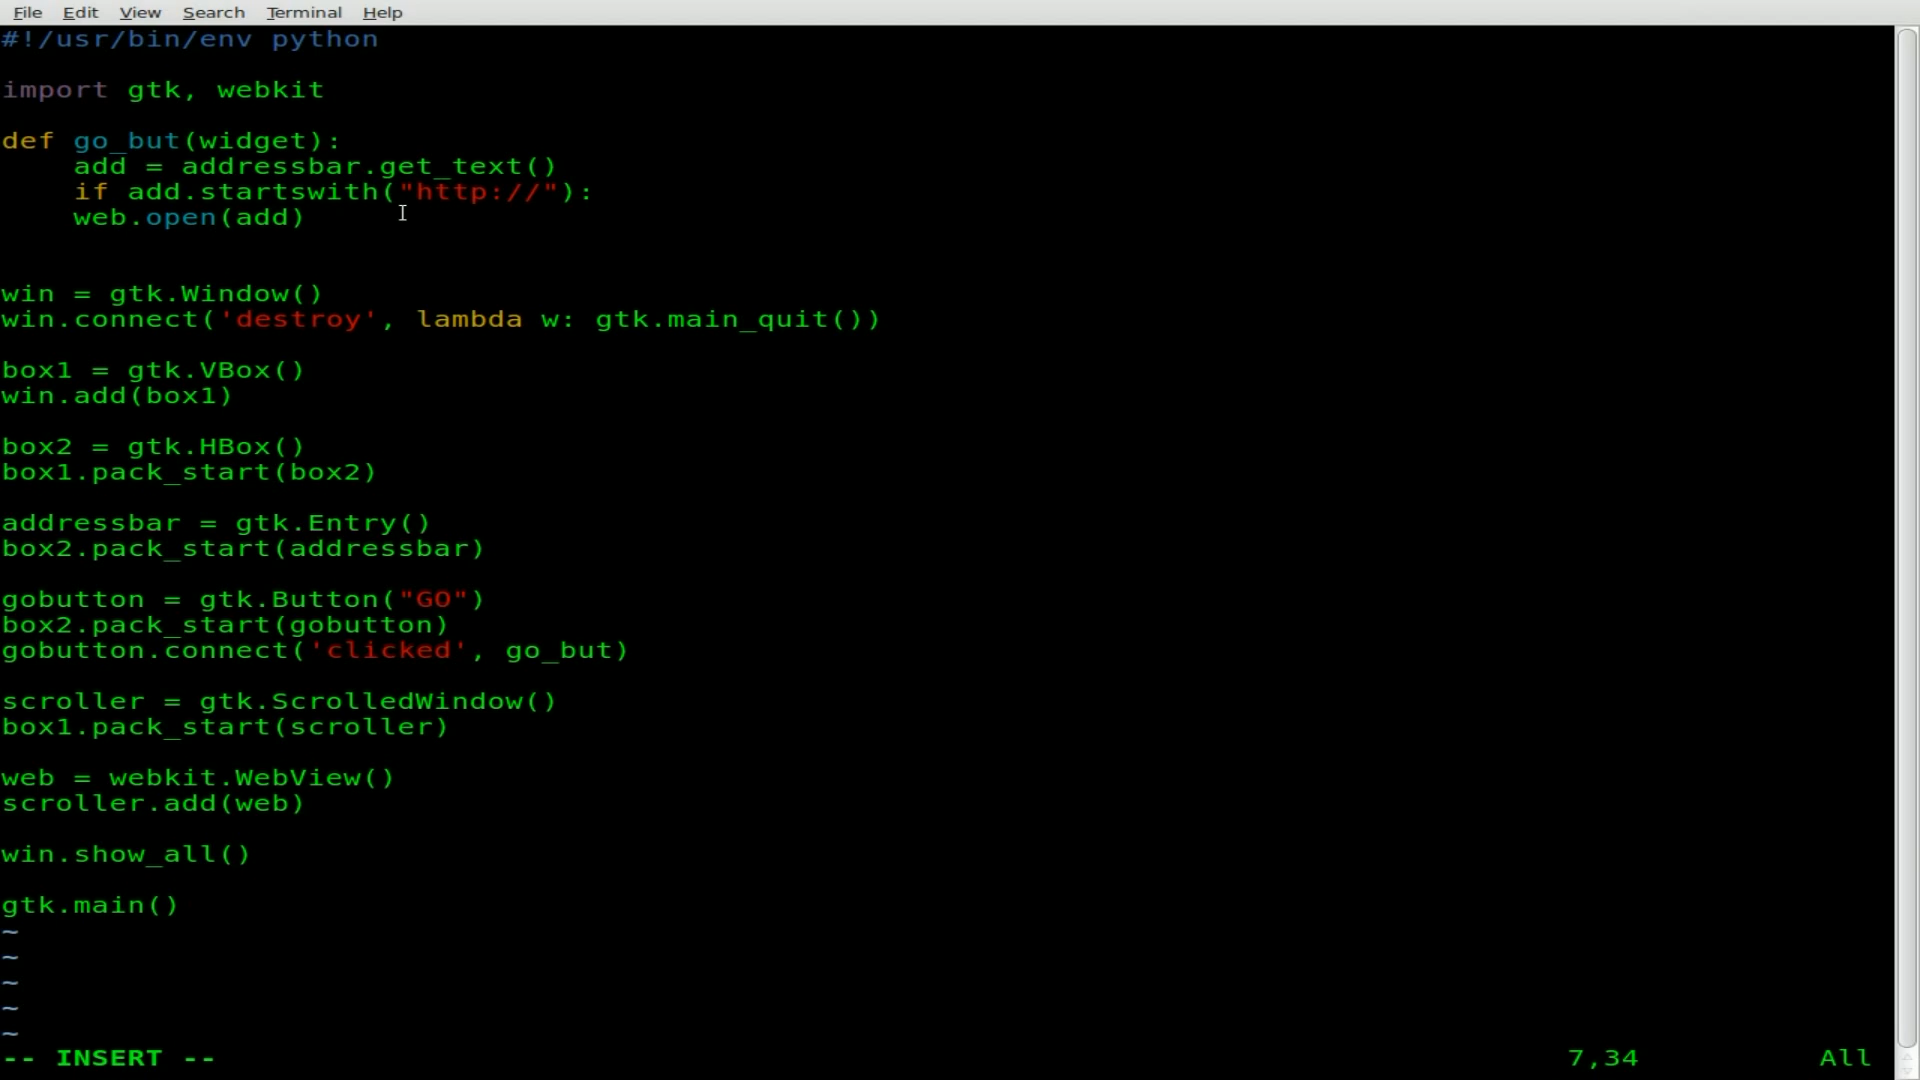 File Edit View Search Terminal Help
#!/usr/bin/env python
import gtk, webkit
def go_but(widget):
    add = addressbar.get_text()
    if add.startswith("http://"):
    web.open(add)
win = gtk.Window()
win.connect('destroy', lambda w: gtk.main_quit())
box1 = gtk.VBox()
win.add(box1)
box2 = gtk.HBox()
box1.pack_start(box2)
addressbar = gtk.Entry()
box2.pack_start(addressbar)
gobutton = gtk.Button("GO")
box2.pack_start(gobutton)
gobutton.connect('clicked', go_but)
scroller = gtk.ScrolledWindow()
box1.pack_start(scroller)
web = webkit.WebView()
scroller.add(web)
win.show_all()
gtk.main()
~
~
~
~
~
-- INSERT -- 7,34 All